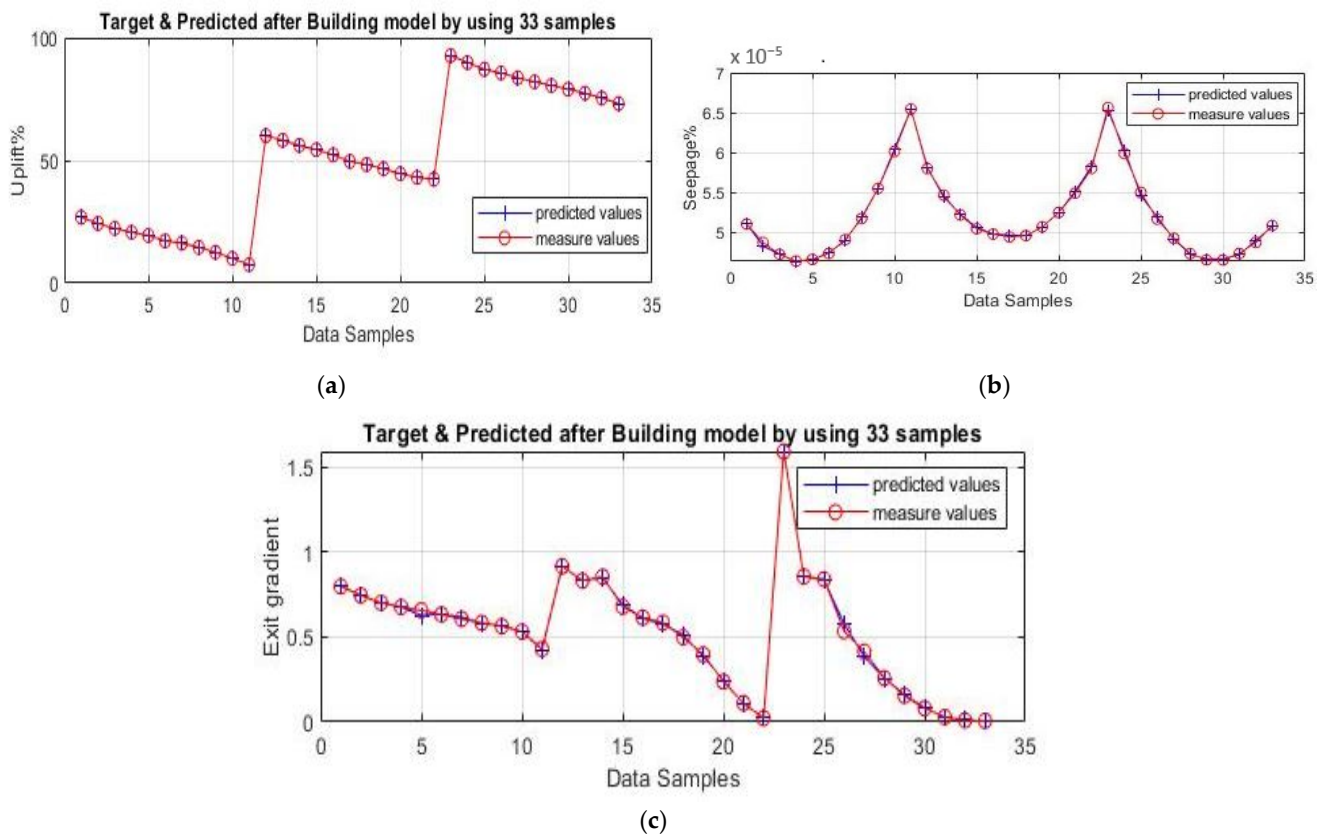 Target & Predicted after Building model by using 33 samples
100
50
0
Uplift%
predicted values
measure values
0 5 10 15 20 25 30 35
Data Samples
(a)
x 10⁻⁵
.
7
6.5
6
5.5
5
Seepage%
predicted values
measure values
0 5 10 15 20 25 30 35
Data Samples
(b)
Target & Predicted after Building model by using 33 samples
1.5
1
0.5
0
Exit gradient
predicted values
measure values
0 5 10 15 20 25 30 35
Data Samples
(c)